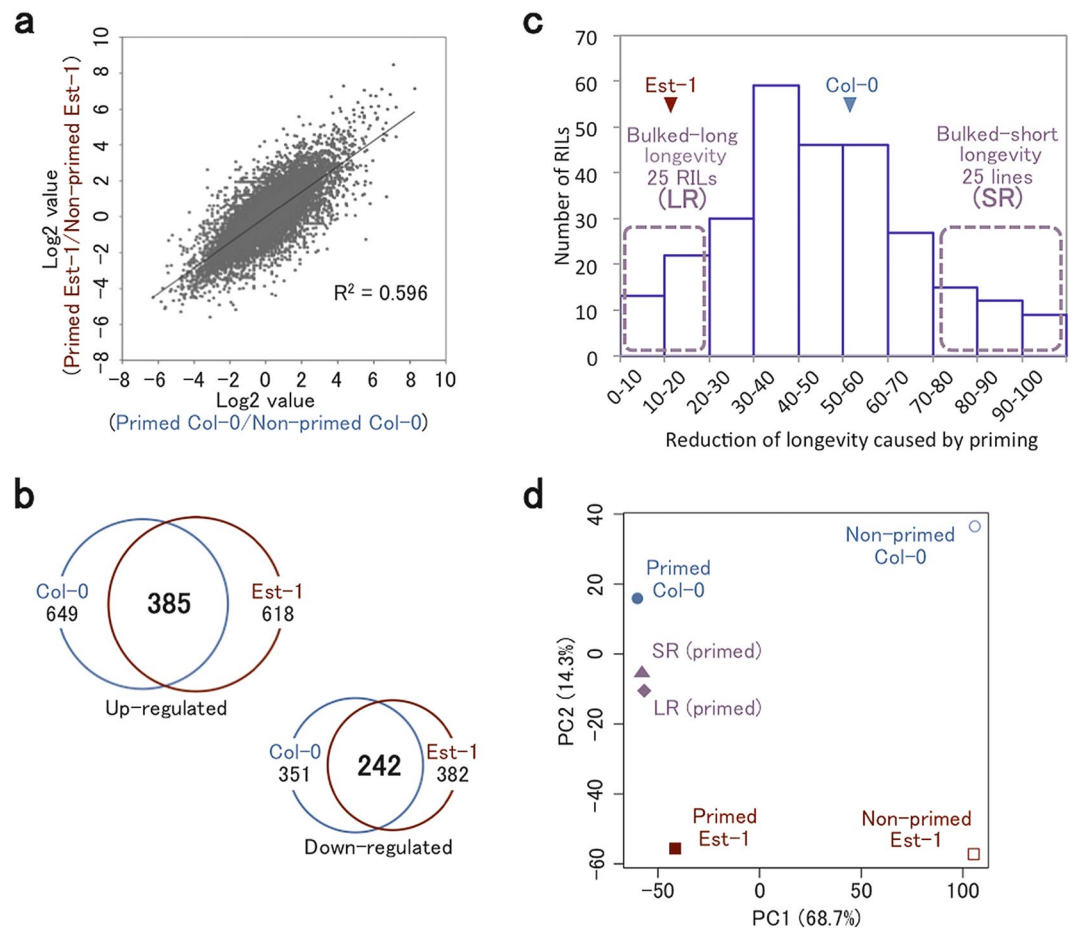 a
10
8
6
4
2
0
−2
−4
−6
−8
Log2 value
(Primed Est-1/Non-primed Est-1)
R² = 0.596
−8 −6 −4 −2 0 2 4 6 8 10
Log2 value
(Primed Col-0/Non-primed Col-0)
c
70
60
50
40
30
20
10
0
Number of RILs
Est-1
Col-0
Bulked-long
longevity
25 RILs
(LR)
Bulked-short
longevity
25 lines
(SR)
0-10 10-20 20-30 30-40 40-50 50-60 60-70 70-80 80-90 90-100
Reduction of longevity caused by priming
b
Col-0
649
385
Est-1
618
Up-regulated
Col-0
351
242
Est-1
382
Down-regulated
d
40
20
0
−20
−40
−60
PC2 (14.3%)
Non-primed
Col-0
Primed
Col-0
SR (primed)
LR (primed)
Primed
Est-1
Non-primed
Est-1
−50 0 50 100
PC1 (68.7%)